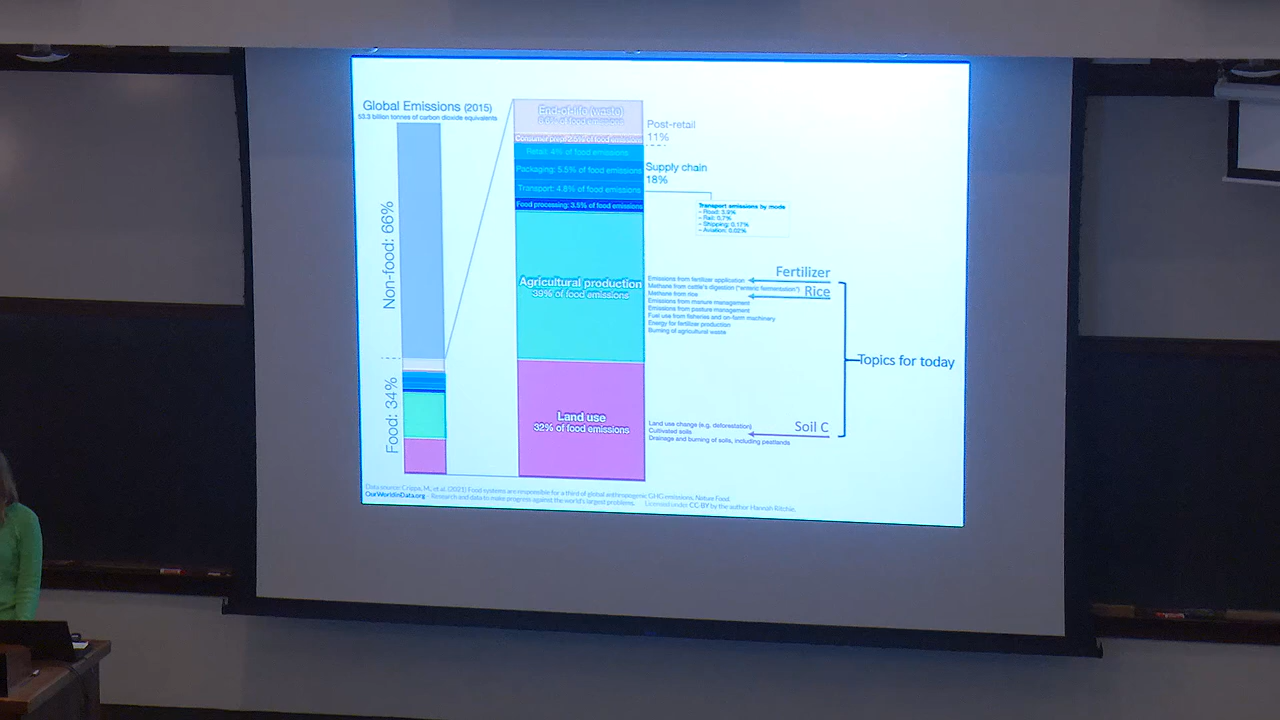 Global Emissions (2015)
53.3 billion tonnes of carbon dioxide equivalents
Non-food: 66%
Food: 34%
End-of-life (waste)
8.6% of food emissions
Retail: 4% of food emissions
Packaging: 5.5% of food emissions
Transport: 4.8% of food emissions
Food processing: 3.5% of food emissions
Agricultural production
39% of food emissions
Land use
32% of food emissions
Post-retail
11%
Supply chain
18%
Transport emissions by mode
- Road: 3.9%
- Rail: 0.7%
- Shipping: 0.17%
- Aviation: 0.02%
Fertilizer
Emissions from fertilizer application
Methane from cattle's digestion ("enteric fermentation")
Rice
Methane from rice
Emissions from manure management
Emissions from pasture management
Fuel use from fisheries and on-farm machinery
Energy for fertilizer production
Burning of agricultural waste
Topics for today
Soil C
Land use change (e.g. deforestation)
Cultivated soils
Drainage and burning of soils, including peatlands
Data source: Crippa, M., et al. (2021) Food systems are responsible for a third of global anthropogenic GHG emissions. Nature Food.
OurWorldinData.org - Research and data to make progress against the world's largest problems. Licensed under CC-BY by the author Hannah Ritchie.